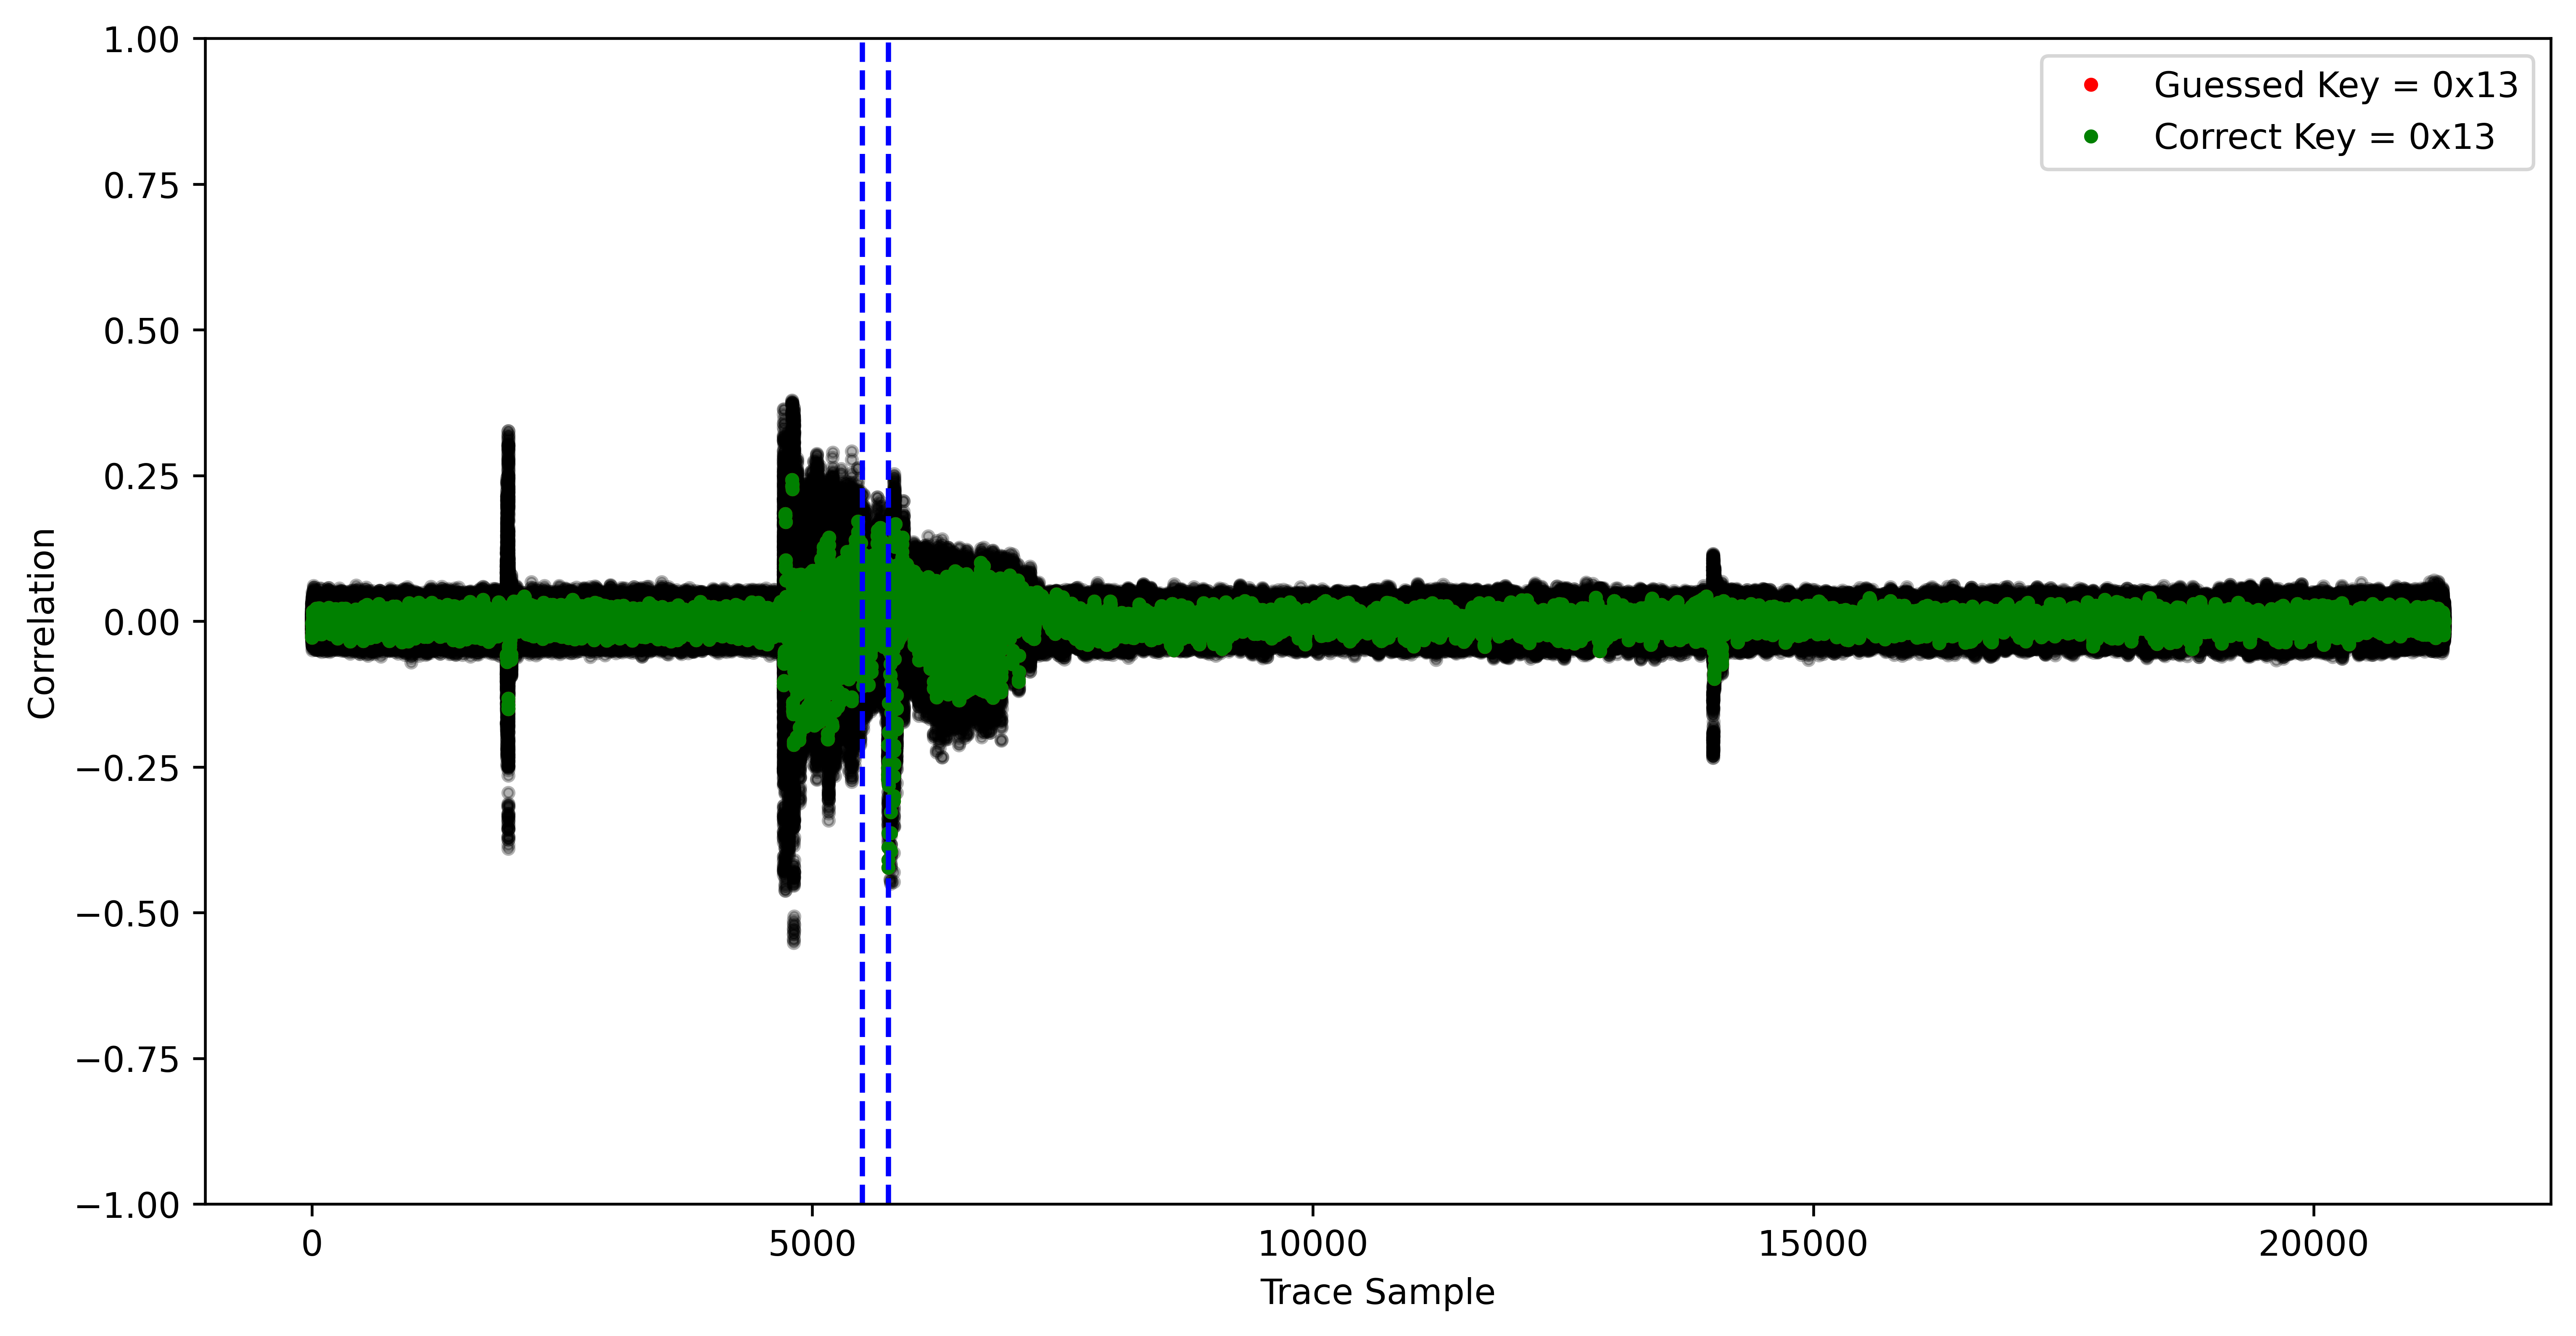 1.00
0.75
0.50
0.25
0.00
−0.25
−0.50
−0.75
−1.00
Correlation
Guessed Key = 0x13
Correct Key = 0x13
0 5000 10000 15000 20000
Trace Sample